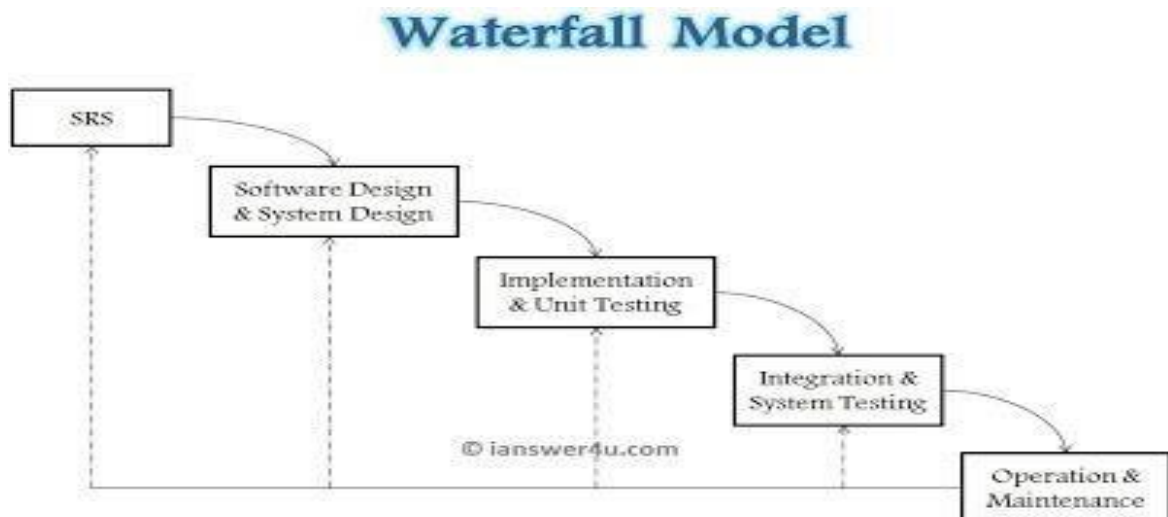 Waterfall Model
SRS
Software Design
& System Design
Implementation
& Unit Testing
Integration &
System Testing
© ianswer4u.com
Operation &
Maintenance